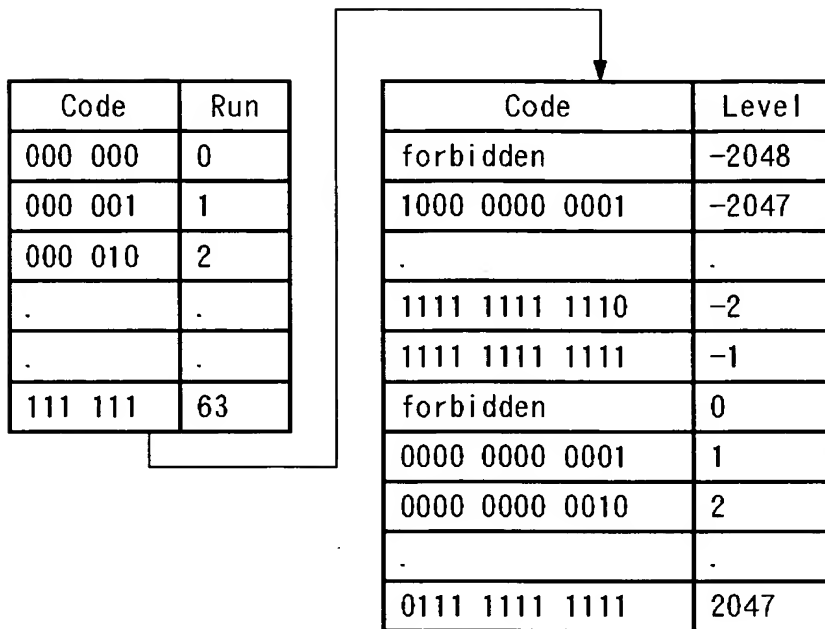 Code Run
000 000 0
000 001 1
000 010 2
. .
. .
111 111 63
Code Level
forbidden -2048
1000 0000 0001 -2047
. .
1111 1111 1110 -2
1111 1111 1111 -1
forbidden 0
0000 0000 0001 1
0000 0000 0010 2
. .
0111 1111 1111 2047